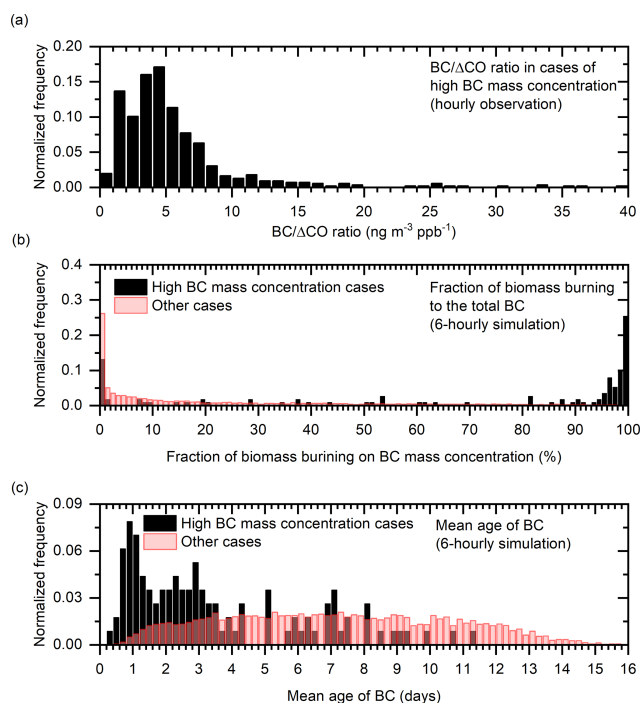 (a)
0.20
0.15
0.10
0.05
0.00
Normalized frequency
BC/ΔCO ratio in cases of
high BC mass concentration
(hourly observation)
0 5 10 15 20 25 30 35 40
BC/ΔCO ratio (ng m⁻³ ppb⁻¹)
(b)
0.4
0.3
0.2
0.1
0.0
Normalized frequency
High BC mass concentration cases
Other cases
Fraction of biomass burning
to the total BC
(6-hourly simulation)
0 10 20 30 40 50 60 70 80 90 100
Fraction of biomass burining on BC mass concentration (%)
(c)
0.09
0.06
0.03
0.00
Normalized frequency
High BC mass concentration cases
Other cases
Mean age of BC
(6-hourly simulation)
0 1 2 3 4 5 6 7 8 9 10 11 12 13 14 15 16
Mean age of BC (days)